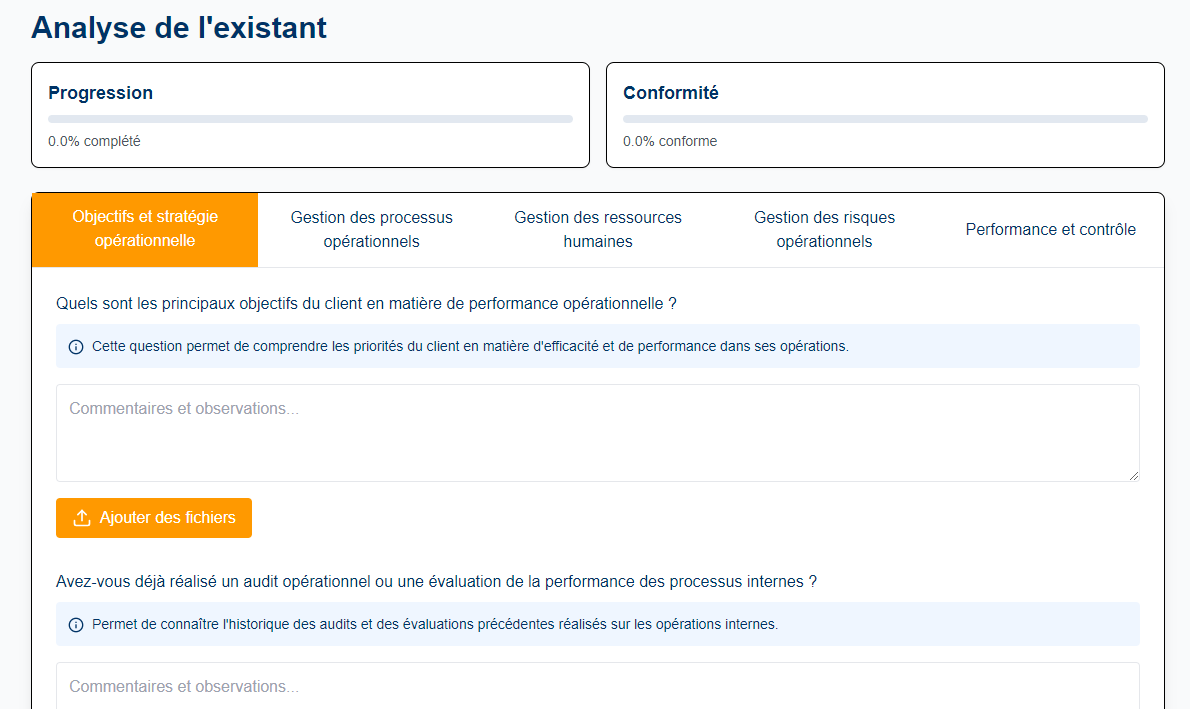 Analyse de l'existant
Progression
0.0% complété
Conformité
0.0% conforme
Objectifs et stratégie
opérationnelle
Gestion des processus
opérationnels
Gestion des ressources
humaines
Gestion des risques
opérationnels
Performance et contrôle
Quels sont les principaux objectifs du client en matière de performance opérationnelle ?
Cette question permet de comprendre les priorités du client en matière d'efficacité et de performance dans ses opérations.
Commentaires et observations...
Ajouter des fichiers
Avez-vous déjà réalisé un audit opérationnel ou une évaluation de la performance des processus internes ?
Permet de connaître l'historique des audits et des évaluations précédentes réalisés sur les opérations internes.
Commentaires et observations...